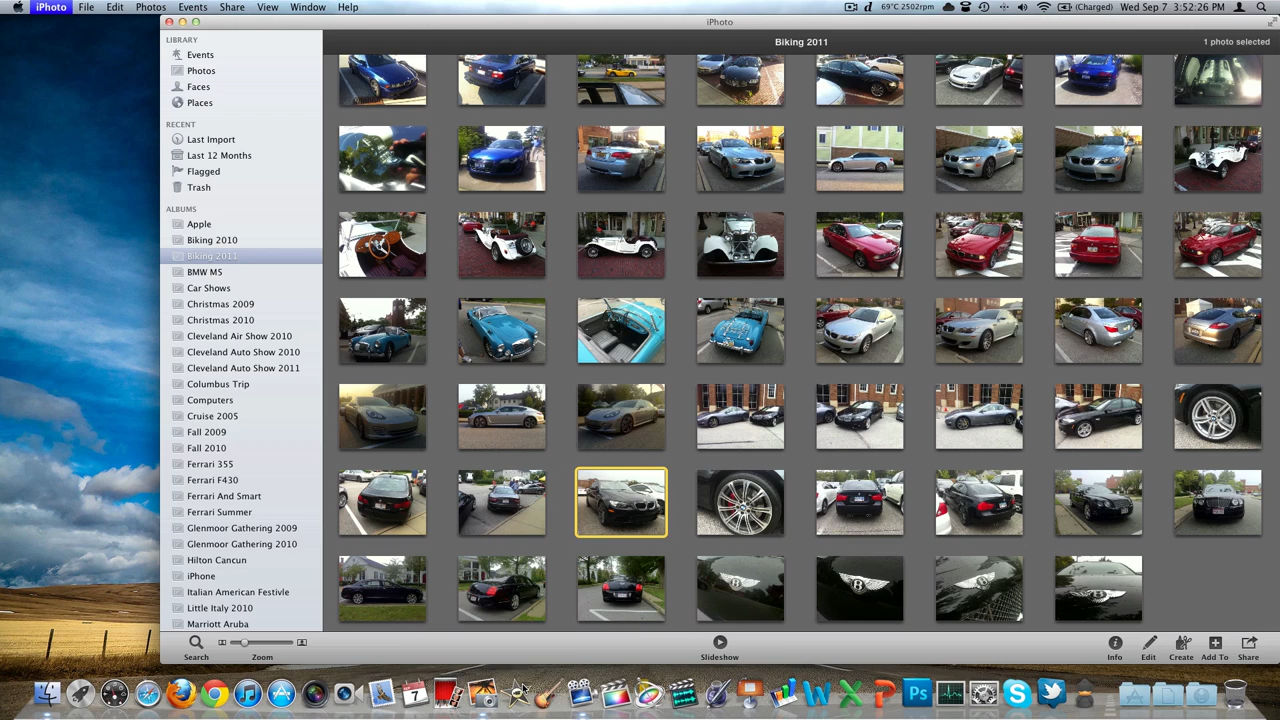 iPhoto File Edit Photos Events Share View Window Help 69°C 2502rpm (Charged) Wed Sep 7 3:52:26 PM
iPhoto
LIBRARY
Events
Photos
Faces
Places
RECENT
Last Import
Last 12 Months
Flagged
Trash
ALBUMS
Apple
Biking 2010
Biking 2011
BMW M5
Car Shows
Christmas 2009
Christmas 2010
Cleveland Air Show 2010
Cleveland Auto Show 2010
Cleveland Auto Show 2011
Columbus Trip
Computers
Cruise 2005
Fall 2009
Fall 2010
Ferrari 355
Ferrari F430
Ferrari And Smart
Ferrari Summer
Glenmoor Gathering 2009
Glenmoor Gathering 2010
Hilton Cancun
iPhone
Italian American Festivle
Little Italy 2010
Marriott Aruba
Biking 2011
1 photo selected
Search
Zoom
Slideshow
Info
Edit
Create
Add To
Share
7
Ps